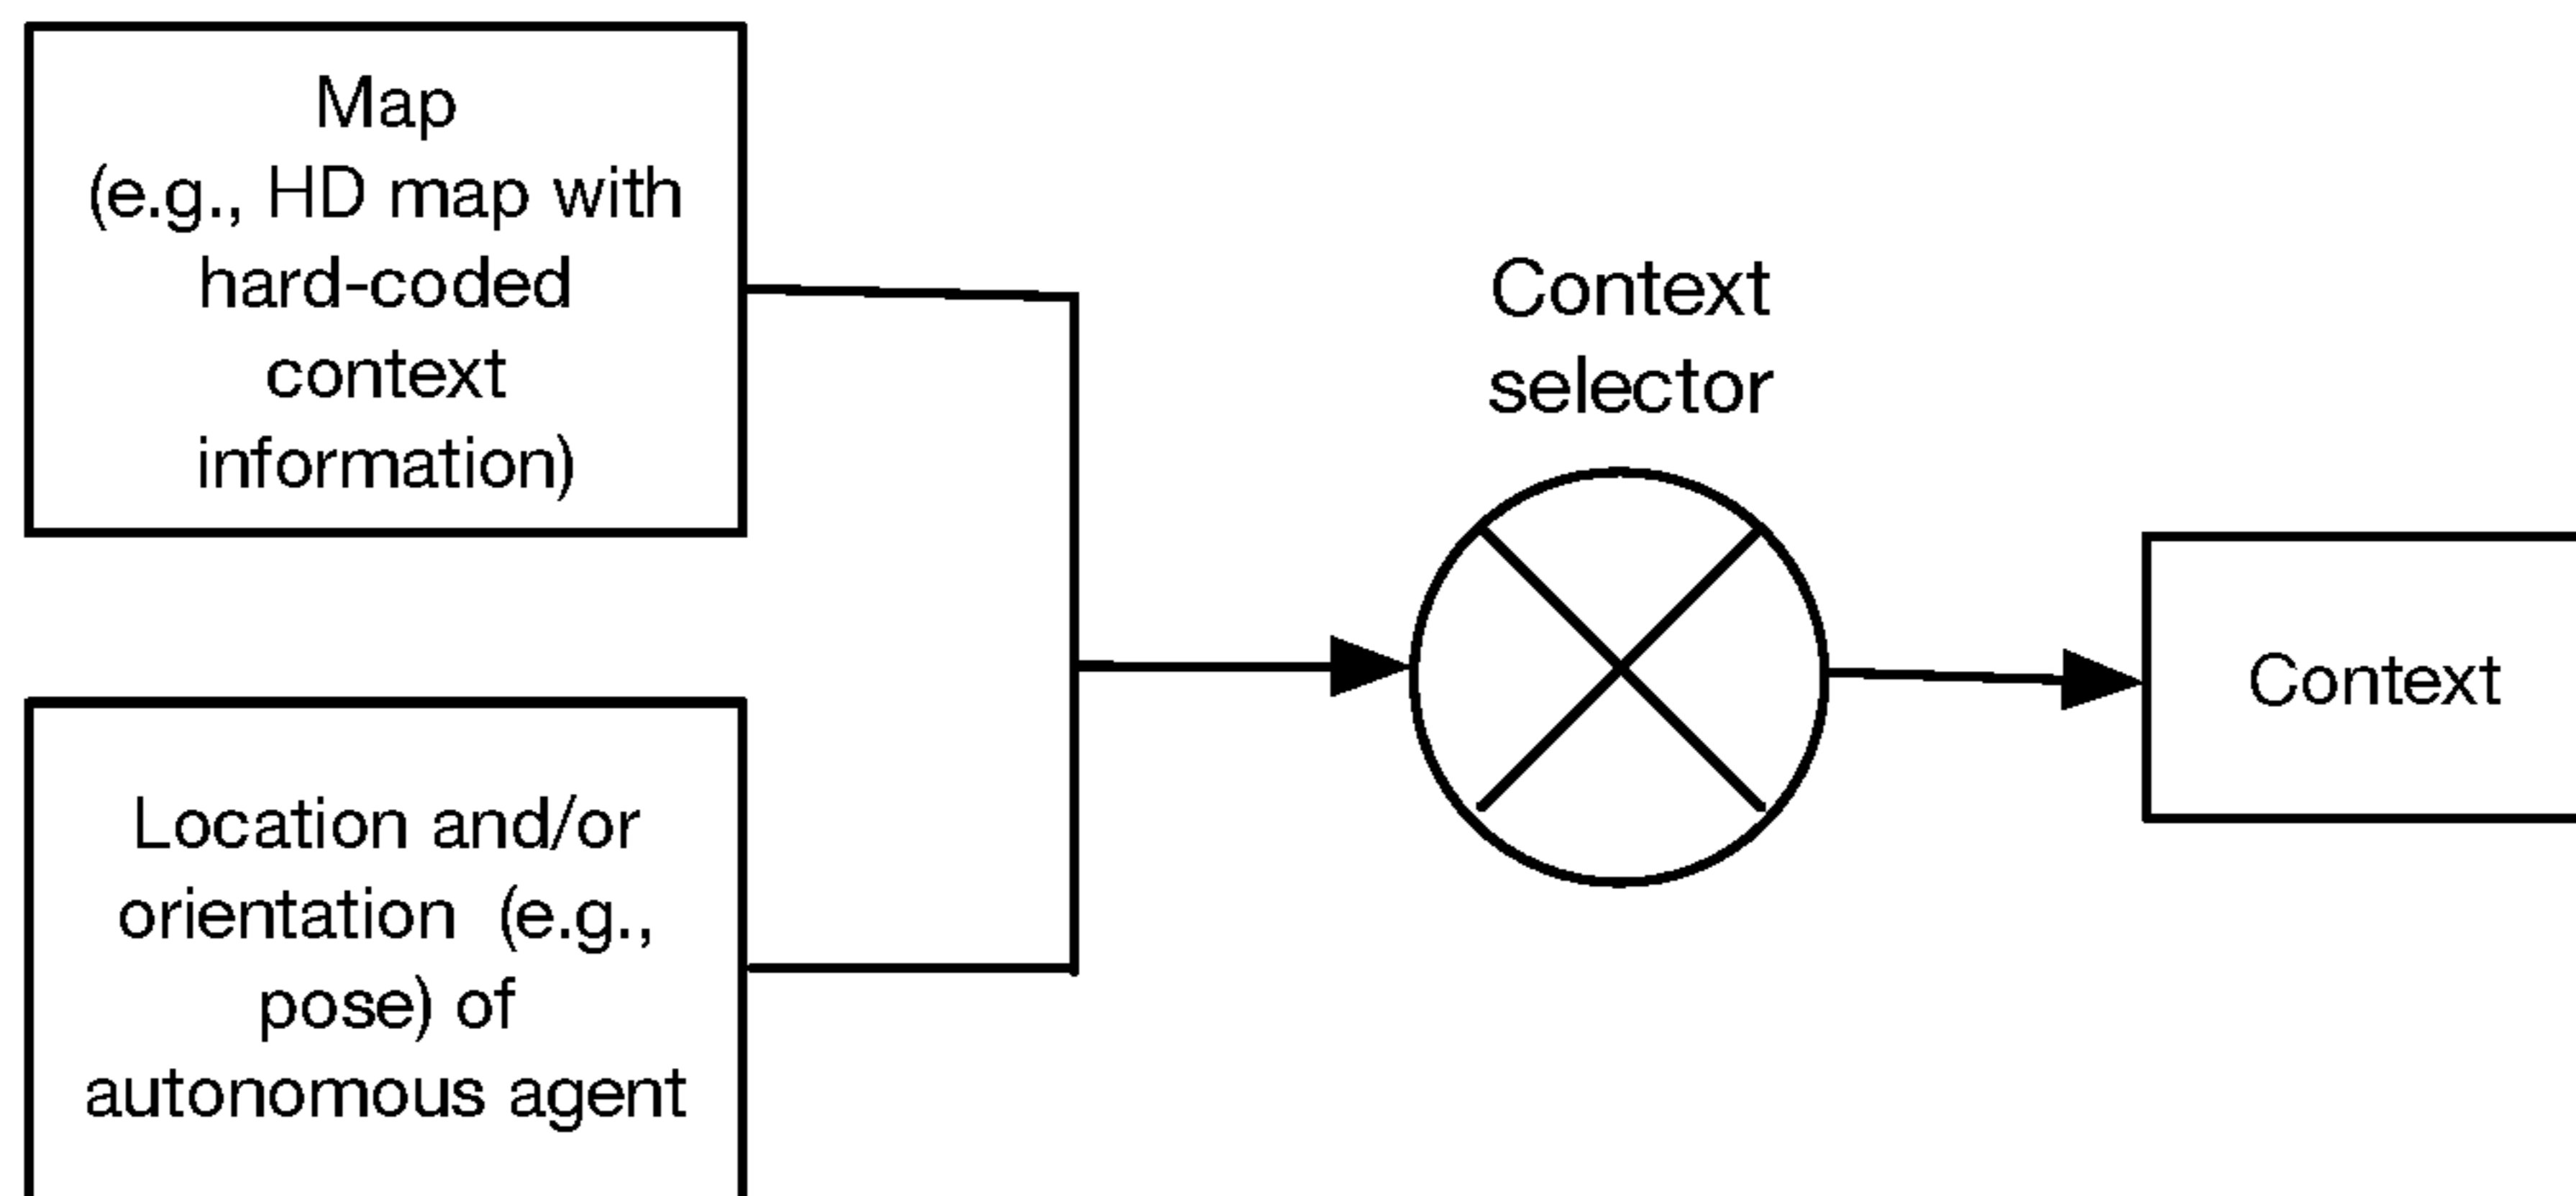 Map
(e.g., HD map with
hard-coded
context
information)
Context
selector
Context
Location and/or
orientation (e.g.,
pose) of
autonomous agent